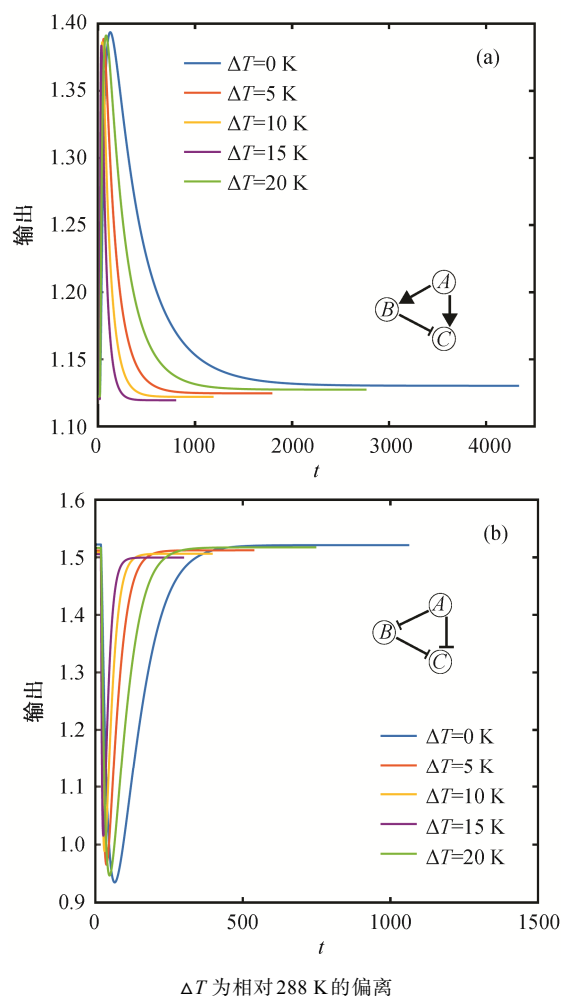 1.40
1.35
1.30
1.25
1.20
1.15
1.10
输出
(a)
ΔT=0 K
ΔT=5 K
ΔT=10 K
ΔT=15 K
ΔT=20 K
A
B
C
0 1000 2000 3000 4000
t
1.6
1.5
1.4
1.3
1.2
1.1
1.0
0.9
输出
(b)
A
B
C
ΔT=0 K
ΔT=5 K
ΔT=10 K
ΔT=15 K
ΔT=20 K
0 500 1000 1500
t
△T为相对288 K的偏离